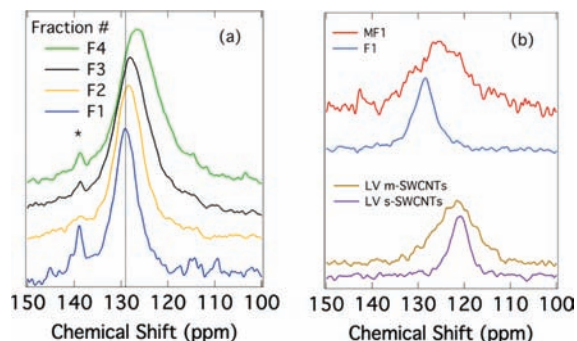 Fraction #
F4
F3
F2
F1
(a)
*
150 140 130 120 110 100
Chemical Shift (ppm)
MF1
F1
(b)
LV m-SWCNTs
LV s-SWCNTs
150 140 130 120 110 100
Chemical Shift (ppm)